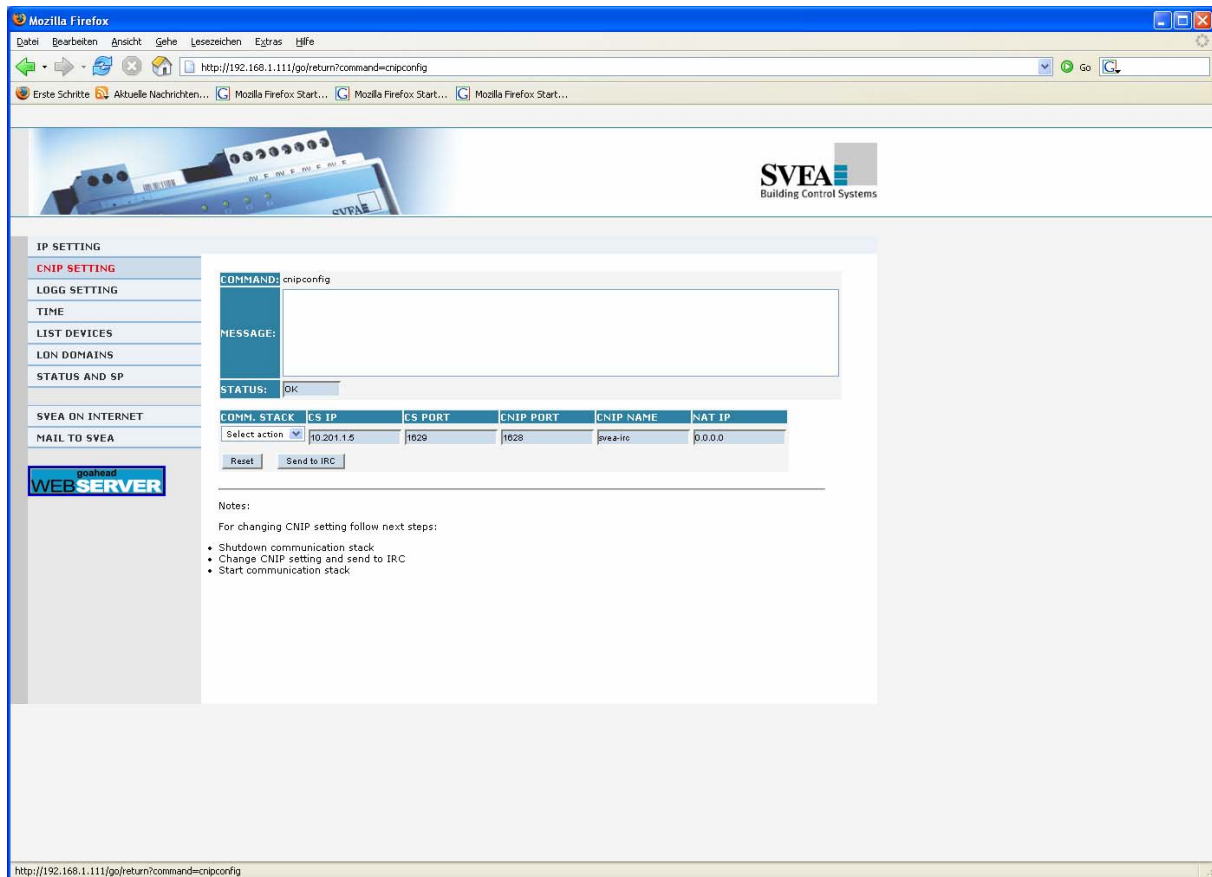 Mozilla Firefox
Datei Bearbeiten Ansicht Gehe Lesezeichen Extras Hilfe
http://192.168.1.111/go/return?command=cnipconfig
Go
Erste Schritte Aktuelle Nachrichten... Mozilla Firefox Start... Mozilla Firefox Start... Mozilla Firefox Start...
SVEA
Building Control Systems
SVEA
IP SETTING
CNIP SETTING
LOGG SETTING
TIME
LIST DEVICES
LON DOMAINS
STATUS AND SP
SVEA ON INTERNET
MAIL TO SVEA
goahead
WEBSERVER
COMMAND: cnipconfig
MESSAGE:
STATUS: OK
COMM. STACK CS IP CS PORT CNIP PORT CNIP NAME NAT IP
Select action 10.201.1.5 1629 1628 svea-irc 0.0.0.0
Reset Send to IRC
Notes:
For changing CNIP setting follow next steps:
• Shutdown communication stack
• Change CNIP setting and send to IRC
• Start communication stack
http://192.168.1.111/go/return?command=cnipconfig